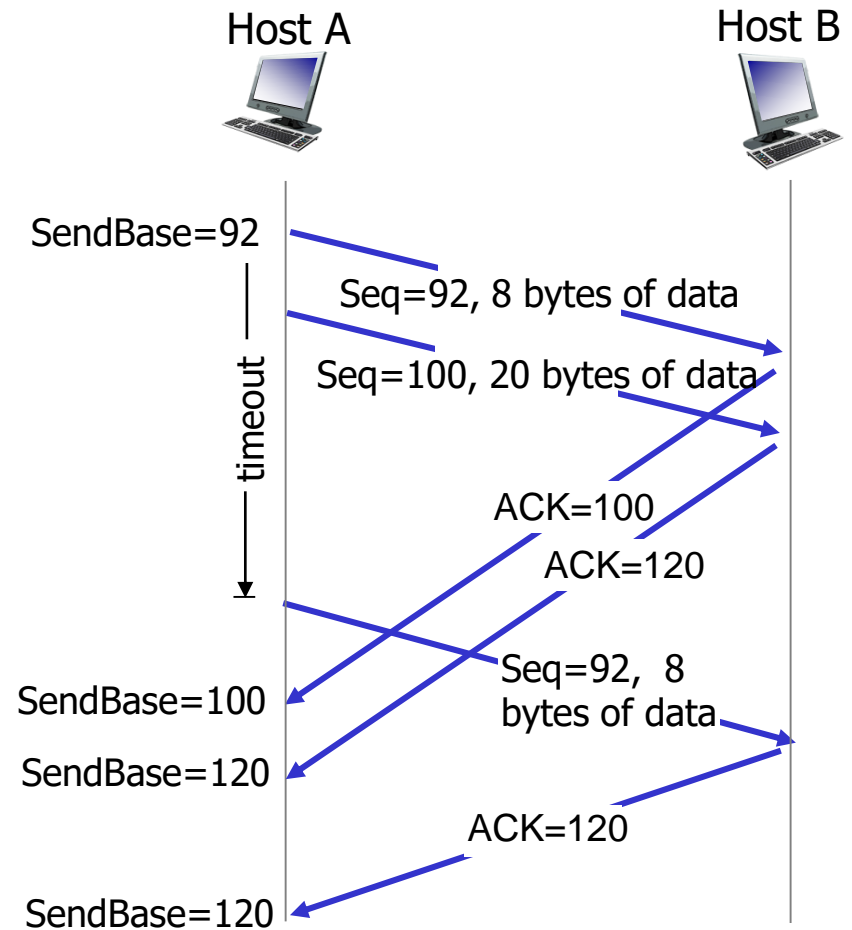 Host A
Host B
SendBase=92
Seq=92, 8 bytes of data
Seq=100, 20 bytes of data
timeout
ACK=100
ACK=120
Seq=92, 8
bytes of data
SendBase=100
SendBase=120
ACK=120
SendBase=120